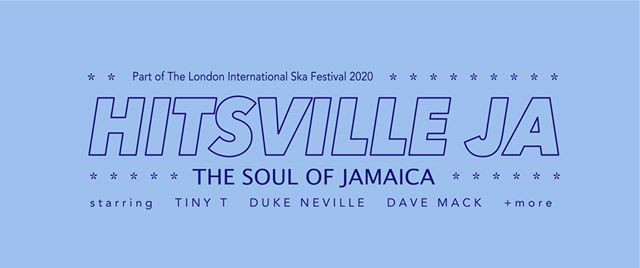 * * Part of The London International Ska Festival 2020 * * * * * * * * *
HITSVILLE JA
* * * * * THE SOUL OF JAMAICA * * * * * *
starring TINY T DUKE NEVILLE DAVE MACK +more